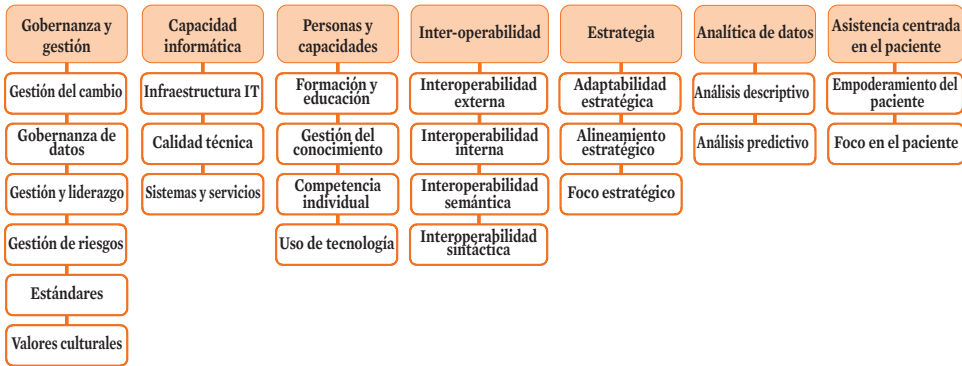 Gobernanza y
gestión
Gestión del cambio
Gobernanza de
datos
Gestión y liderazgo
Gestión de riesgos
Estándares
Valores culturales
Capacidad
informática
Infraestructura IT
Calidad técnica
Sistemas y servicios
Personas y
capacidades
Formación y
educación
Gestión del
conocimiento
Competencia
individual
Uso de tecnología
Inter-operabilidad
Interoperabilidad
externa
Interoperabilidad
interna
Interoperabilidad
semántica
Interoperabilidad
sintáctica
Estrategia
Adaptabilidad
estratégica
Alineamiento
estratégico
Foco estratégico
Analítica de datos
Análisis descriptivo
Análisis predictivo
Asistencia centrada
en el paciente
Empoderamiento del
paciente
Foco en el paciente